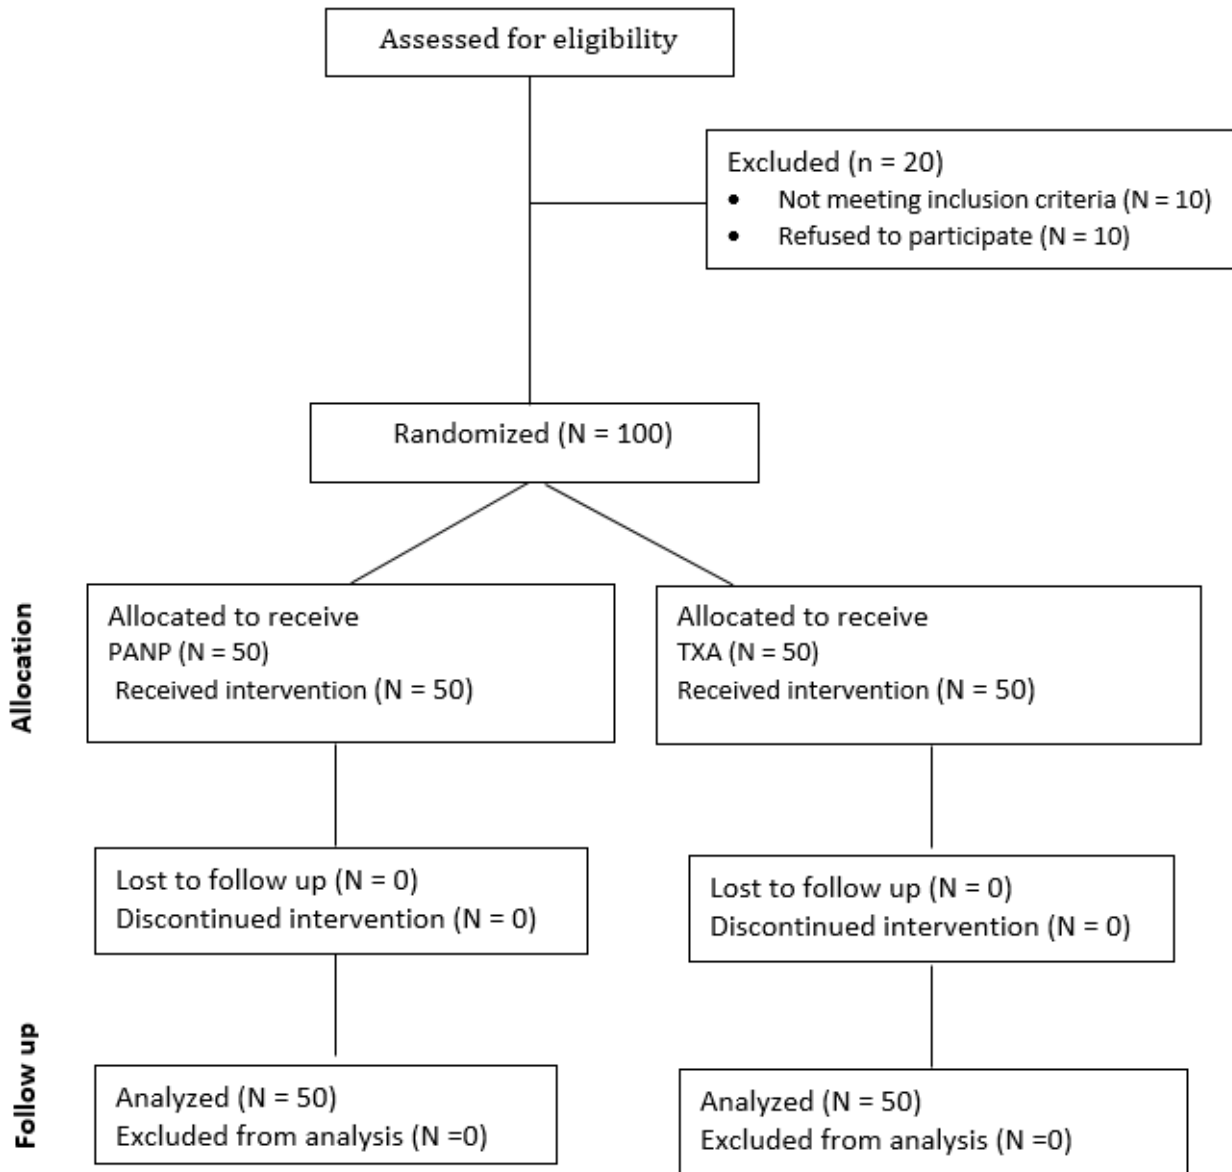 Assessed for eligibility
Excluded (n = 20)
• Not meeting inclusion criteria (N = 10)
• Refused to participate (N = 10)
Randomized (N = 100)
Allocation
Allocated to receive
PANP (N = 50)
Received intervention (N = 50)
Allocated to receive
TXA (N = 50)
Received intervention (N = 50)
Lost to follow up (N = 0)
Discontinued intervention (N = 0)
Lost to follow up (N = 0)
Discontinued intervention (N = 0)
Follow up
Analyzed (N = 50)
Excluded from analysis (N =0)
Analyzed (N = 50)
Excluded from analysis (N =0)